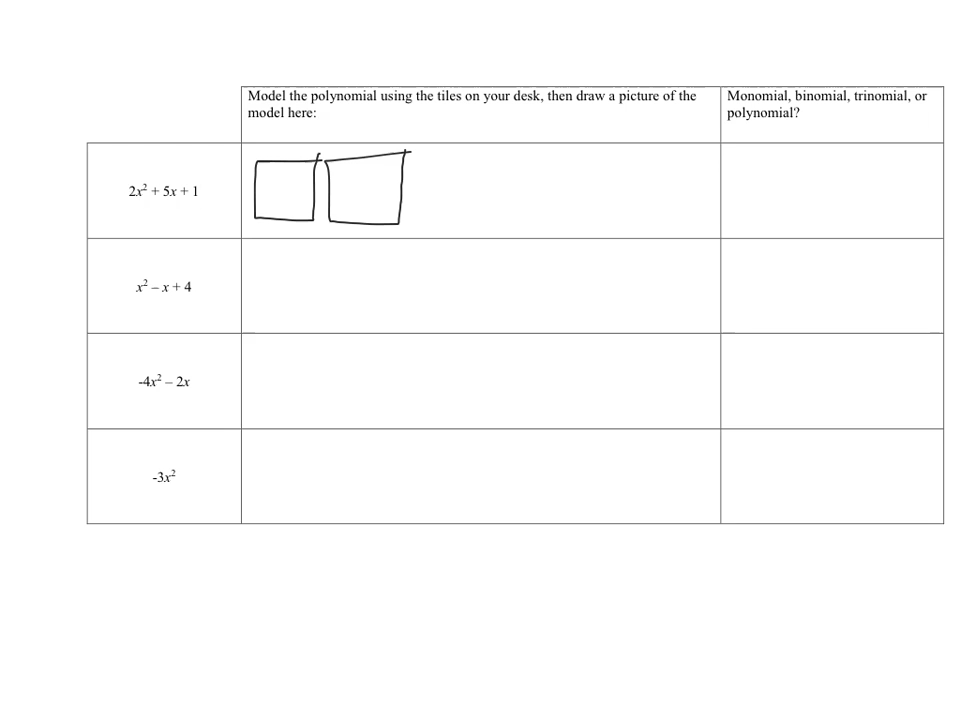 Model the polynomial using the tiles on your desk, then draw a picture of the
model here:
Monomial, binomial, trinomial, or
polynomial?
2x² + 5x + 1
x² – x + 4
-4x² – 2x
-3x²